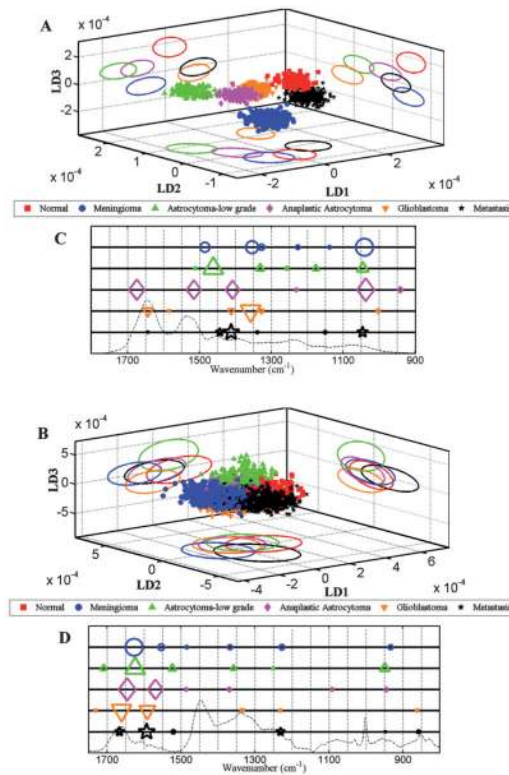 A
x 10⁻⁴
LD3
2
0
-2
2
1
0
-1
x 10⁻⁴
LD2
-2
0
2
x 10⁻⁴
LD1
Normal Meningioma Astrocytoma-low grade Anaplastic Astrocytoma Glioblastoma Metastasis
C
1700 1500 1300 1100 900
Wavenumber (cm⁻¹)
B
x 10⁻⁴
LD3
5
0
-5
5
0
-5
x 10⁻⁴
LD2
-4 -2 0 2 4 6
x 10⁻⁴
LD1
Normal Meningioma Astrocytoma-low grade Anaplastic Astrocytoma Glioblastoma Metastasis
D
1700 1500 1300 1100 900
Wavenumber (cm⁻¹)